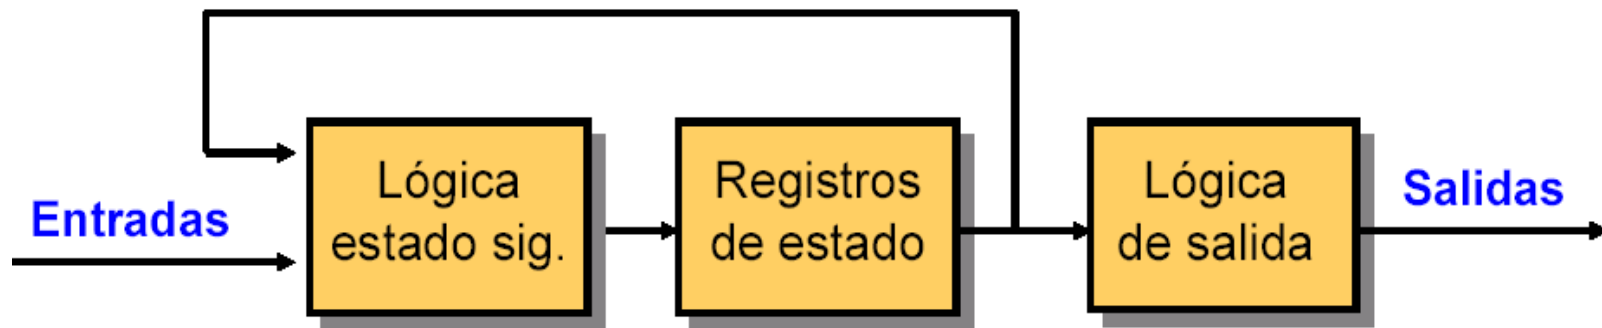 Entradas
Lógica
estado sig.
Registros
de estado
Lógica
de salida
Salidas